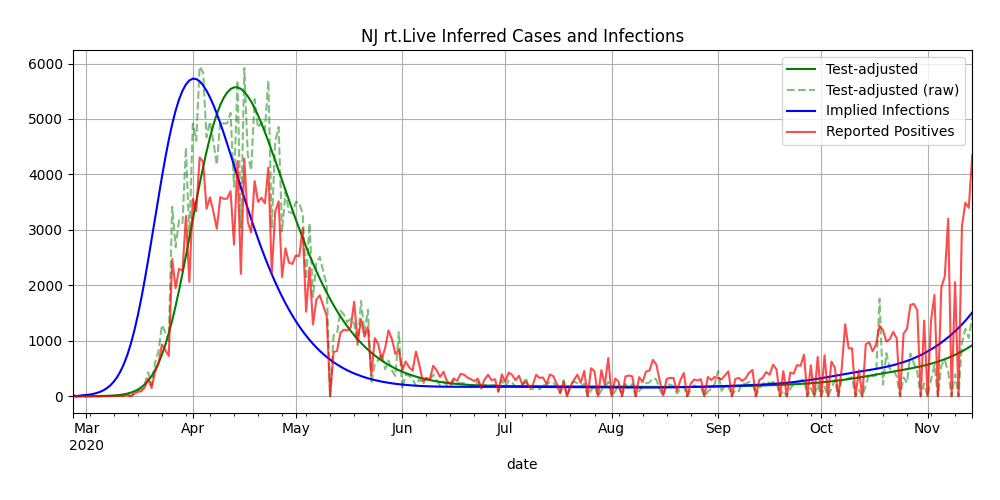 NJ rt.Live Inferred Cases and Infections
6000
5000
4000
3000
2000
1000
0
Test-adjusted
Test-adjusted (raw)
Implied Infections
Reported Positives
Mar
2020
Apr
May
Jun
Jul
Aug
Sep
Oct
Nov
date